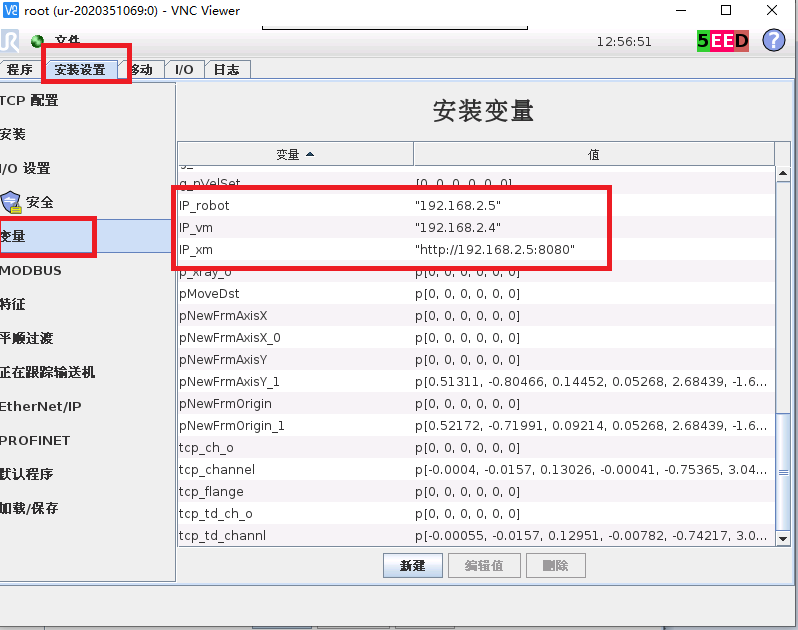 root (ur-2020351069:0) - VNC Viewer
文件
12:56:51
5EED
?
程序 安装设置 移动 I/O 日志
TCP 配置
安装
I/O 设置
安全
变量
MODBUS
特征
平顺过渡
正在跟踪输送机
EtherNet/IP
PROFINET
默认程序
加载/保存
安装变量
变量 值
g_pVelSet [0, 0, 0, 0, 0, 0]
IP_robot "192.168.2.5"
IP_vm "192.168.2.4"
IP_xm "http://192.168.2.5:8080"
p_xray_o p[0, 0, 0, 0, 0, 0]
pMoveDst p[0, 0, 0, 0, 0, 0]
pNewFrmAxisX p[0, 0, 0, 0, 0, 0]
pNewFrmAxisX_0 p[0, 0, 0, 0, 0, 0]
pNewFrmAxisY p[0, 0, 0, 0, 0, 0]
pNewFrmAxisY_1 p[0.51311, -0.80466, 0.14452, 0.05268, 2.68439, -1.6...
pNewFrmOrigin p[0, 0, 0, 0, 0, 0]
pNewFrmOrigin_1 p[0.52172, -0.71991, 0.09214, 0.05268, 2.68439, -1.6...
tcp_ch_o p[0, 0, 0, 0, 0, 0]
tcp_channel p[-0.0004, -0.0157, 0.13026, -0.00041, -0.75365, 3.04...
tcp_flange p[0, 0, 0, 0, 0, 0]
tcp_td_ch_o p[0, 0, 0, 0, 0, 0]
tcp_td_channl p[-0.00055, -0.0157, 0.12951, -0.00782, -0.74217, 3.0...
新建 编辑值 删除